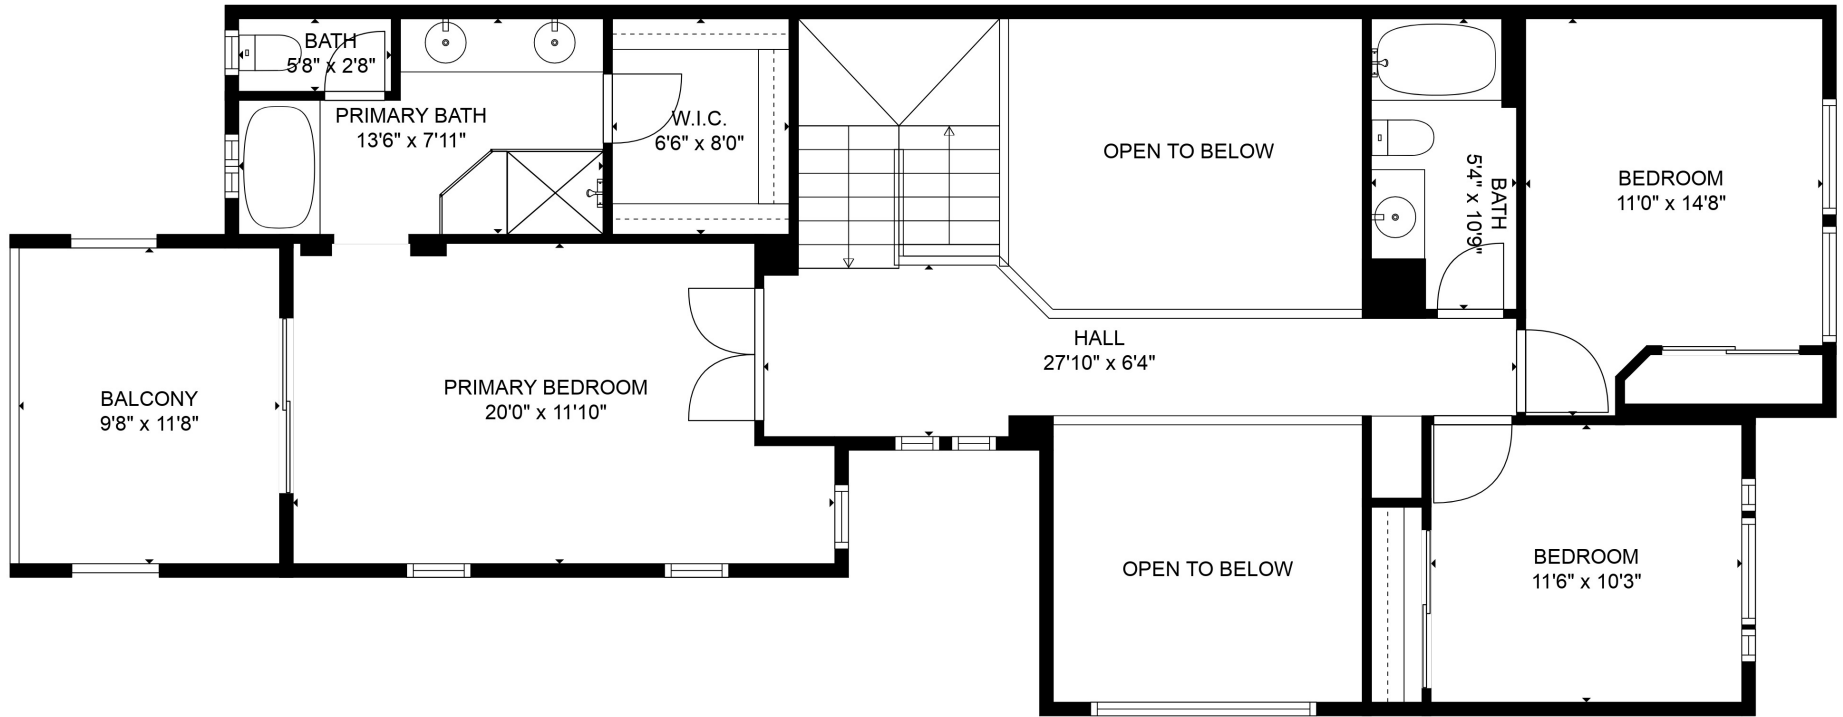 BATH
5'8" x 2'8"
PRIMARY BATH
13'6" x 7'11"
W.I.C.
6'6" x 8'0"
OPEN TO BELOW
BATH
5'4" x 10'9"
BEDROOM
11'0" x 14'8"
HALL
27'10" x 6'4"
BALCONY
9'8" x 11'8"
PRIMARY BEDROOM
20'0" x 11'10"
OPEN TO BELOW
BEDROOM
11'6" x 10'3"